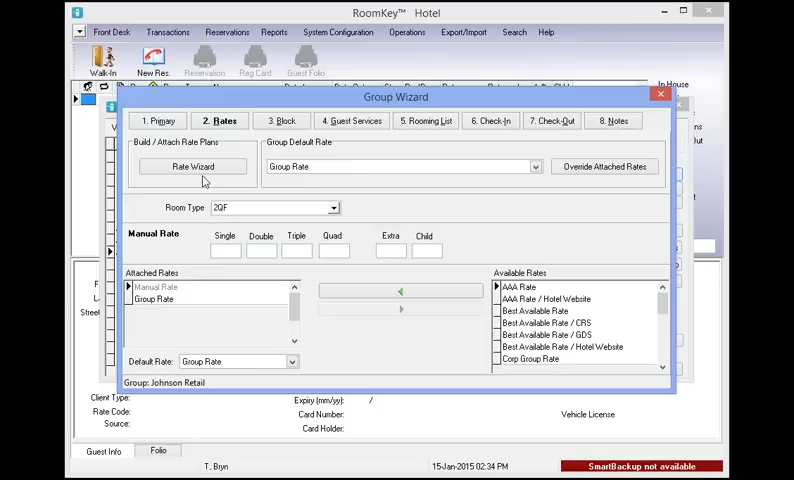 RoomKey™ Hotel
Front Desk Transactions Reservations Reports System Configuration Operations Export/Import Search Help
Walk-In New Res. Reservation Reg Card Guest Folio
In House
Group Wizard
1. Primary 2. Rates 3. Block 4. Guest Services 5. Rooming List 6. Check-In 7. Check-Out 8. Notes
Build / Attach Rate Plans
Rate Wizard
Group Default Rate
Group Rate
Override Attached Rates
Room Type 2QF
Manual Rate Single Double Triple Quad Extra Child
Attached Rates
Manual Rate
Group Rate
Default Rate: Group Rate
Available Rates
AAA Rate
AAA Rate / Hotel Website
Best Available Rate
Best Available Rate / CRS
Best Available Rate / GDS
Best Available Rate / Hotel Website
Corp Group Rate
Group: Johnson Retail
Client Type:
Rate Code:
Source:
Expiry (mm/yy): /
Card Number:
Card Holder:
Vehicle License
Guest Info Folio
T, Bryn 15-Jan-2015 02:34 PM SmartBackup not available